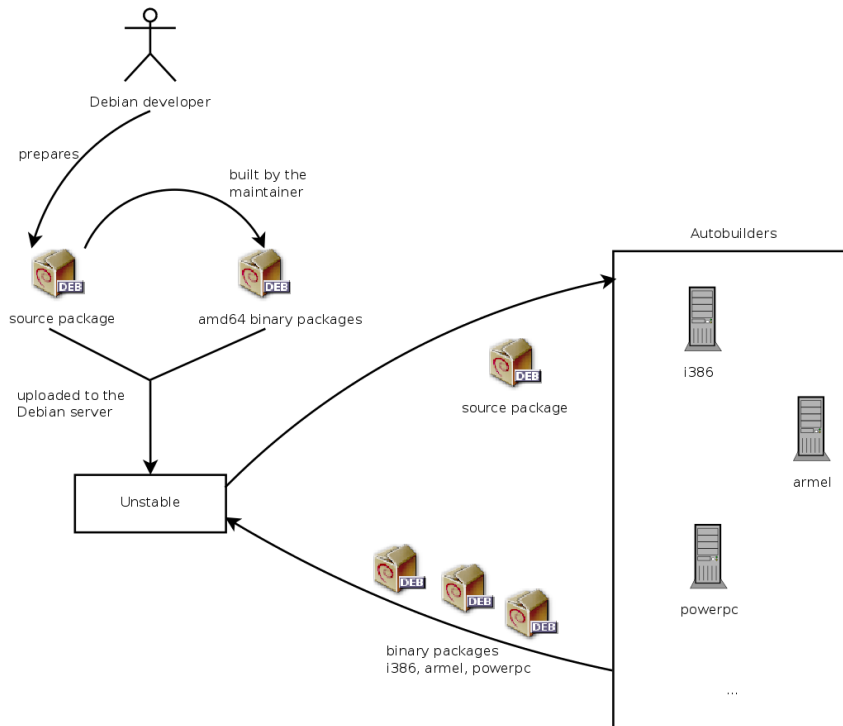 Debian developer
prepares
built by the
maintainer
DEB
DEB
source package
amd64 binary packages
uploaded to the
Debian server
Unstable
Autobuilders
DEB
source package
i386
armel
powerpc
...
DEB
DEB
DEB
binary packages
i386, armel, powerpc